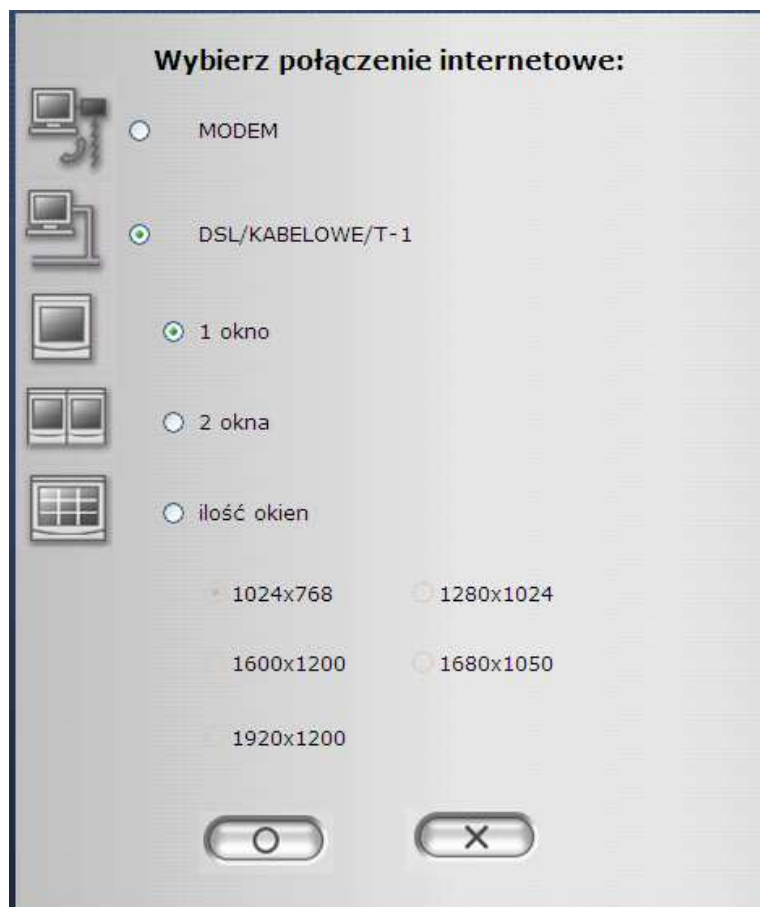 Wybierz połączenie internetowe:
MODEM
DSL/KABELOWE/T-1
1 okno
2 okna
ilość okien
1024x768 1280x1024
1600x1200 1680x1050
1920x1200